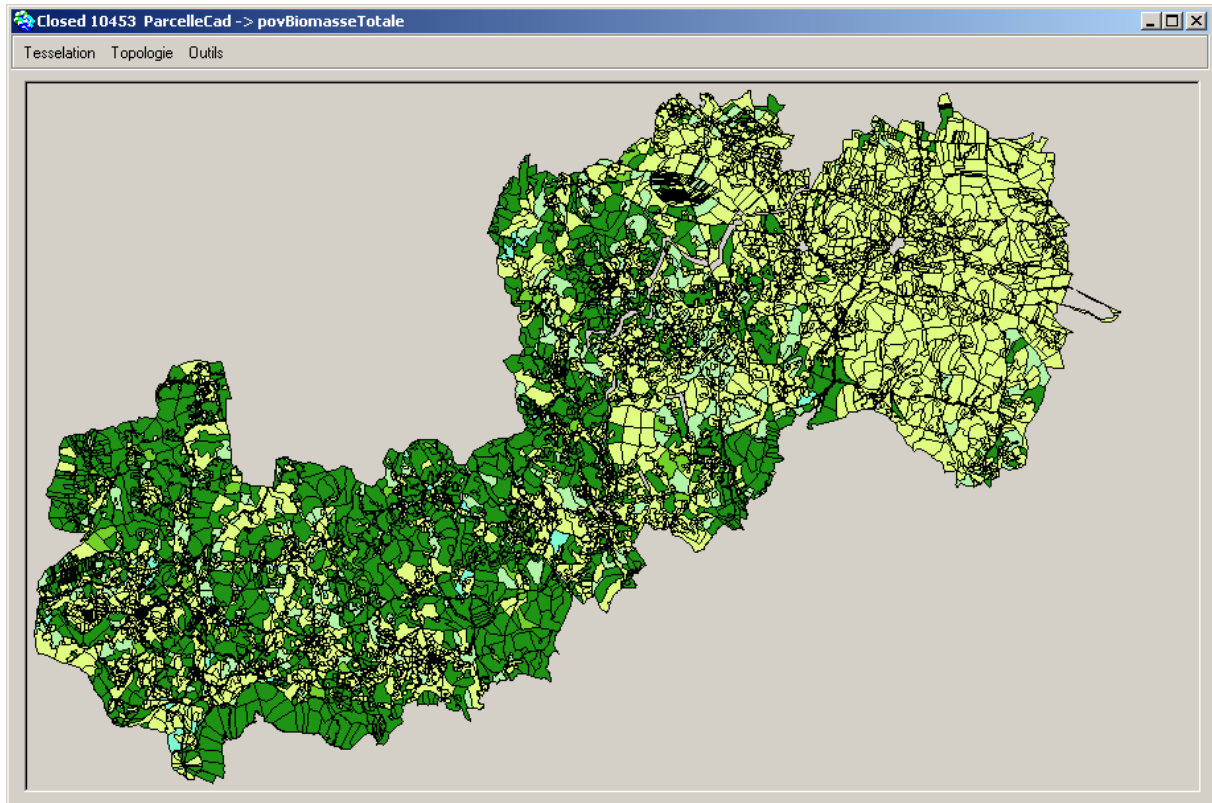 Closed 10453 ParcelleCad -> povBiomasseTotale
Tesselation Topologie Outils